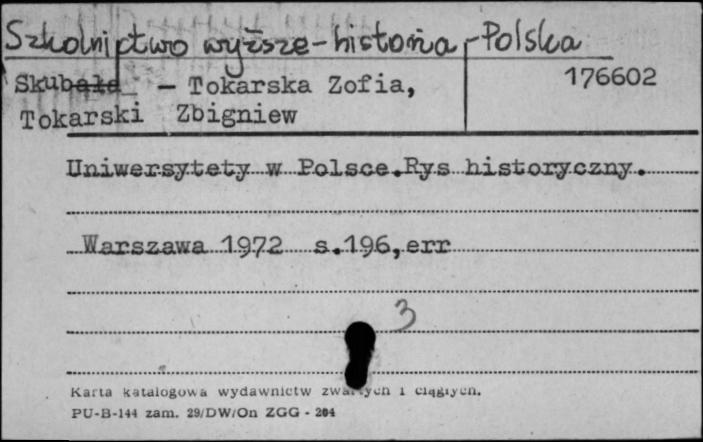 Szkolnictwo wyższe - historia - Polska
Skubała - Tokarska Zofia, 176602
Tokarski Zbigniew
Uniwersytety w Polsce.Rys historyczny.
Warszawa 1972 s.196,err
3
Karta katalogowa wydawnictw zwartych i ciągłych.
PU-B-144 zam. 29/DW/On ZGG - 204